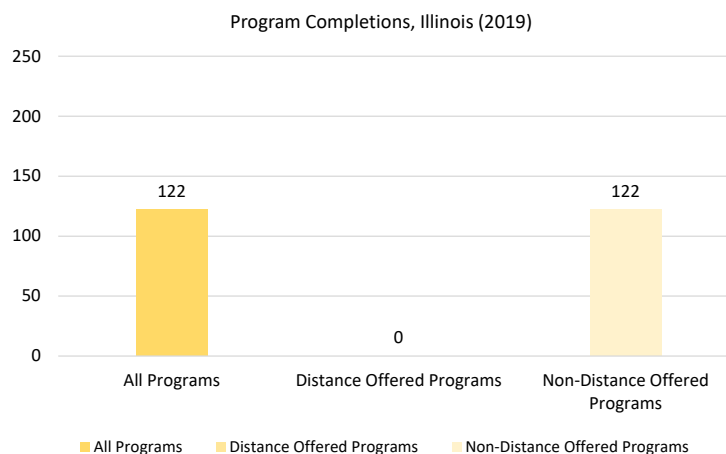 Program Completions, Illinois (2019)
250
200
150
100
50
0
122
0
122
All Programs
Distance Offered Programs
Non-Distance Offered
Programs
All Programs
Distance Offered Programs
Non-Distance Offered Programs